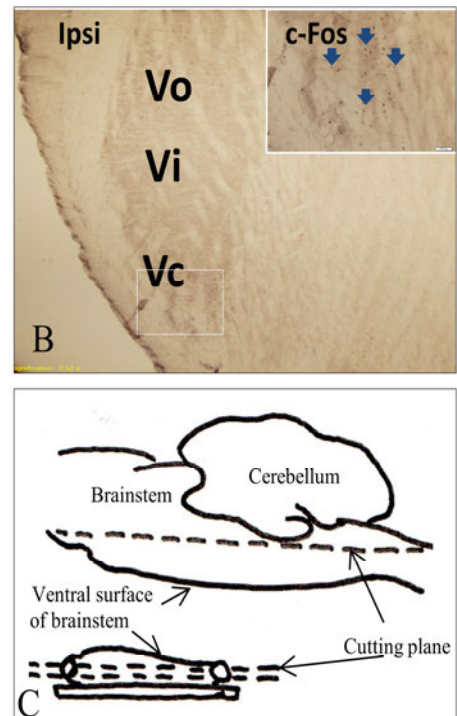 Ipsi
c-Fos
Vo
Vi
Vc
B
Brainstem
Cerebellum
Ventral surface
of brainstem
Cutting plane
C